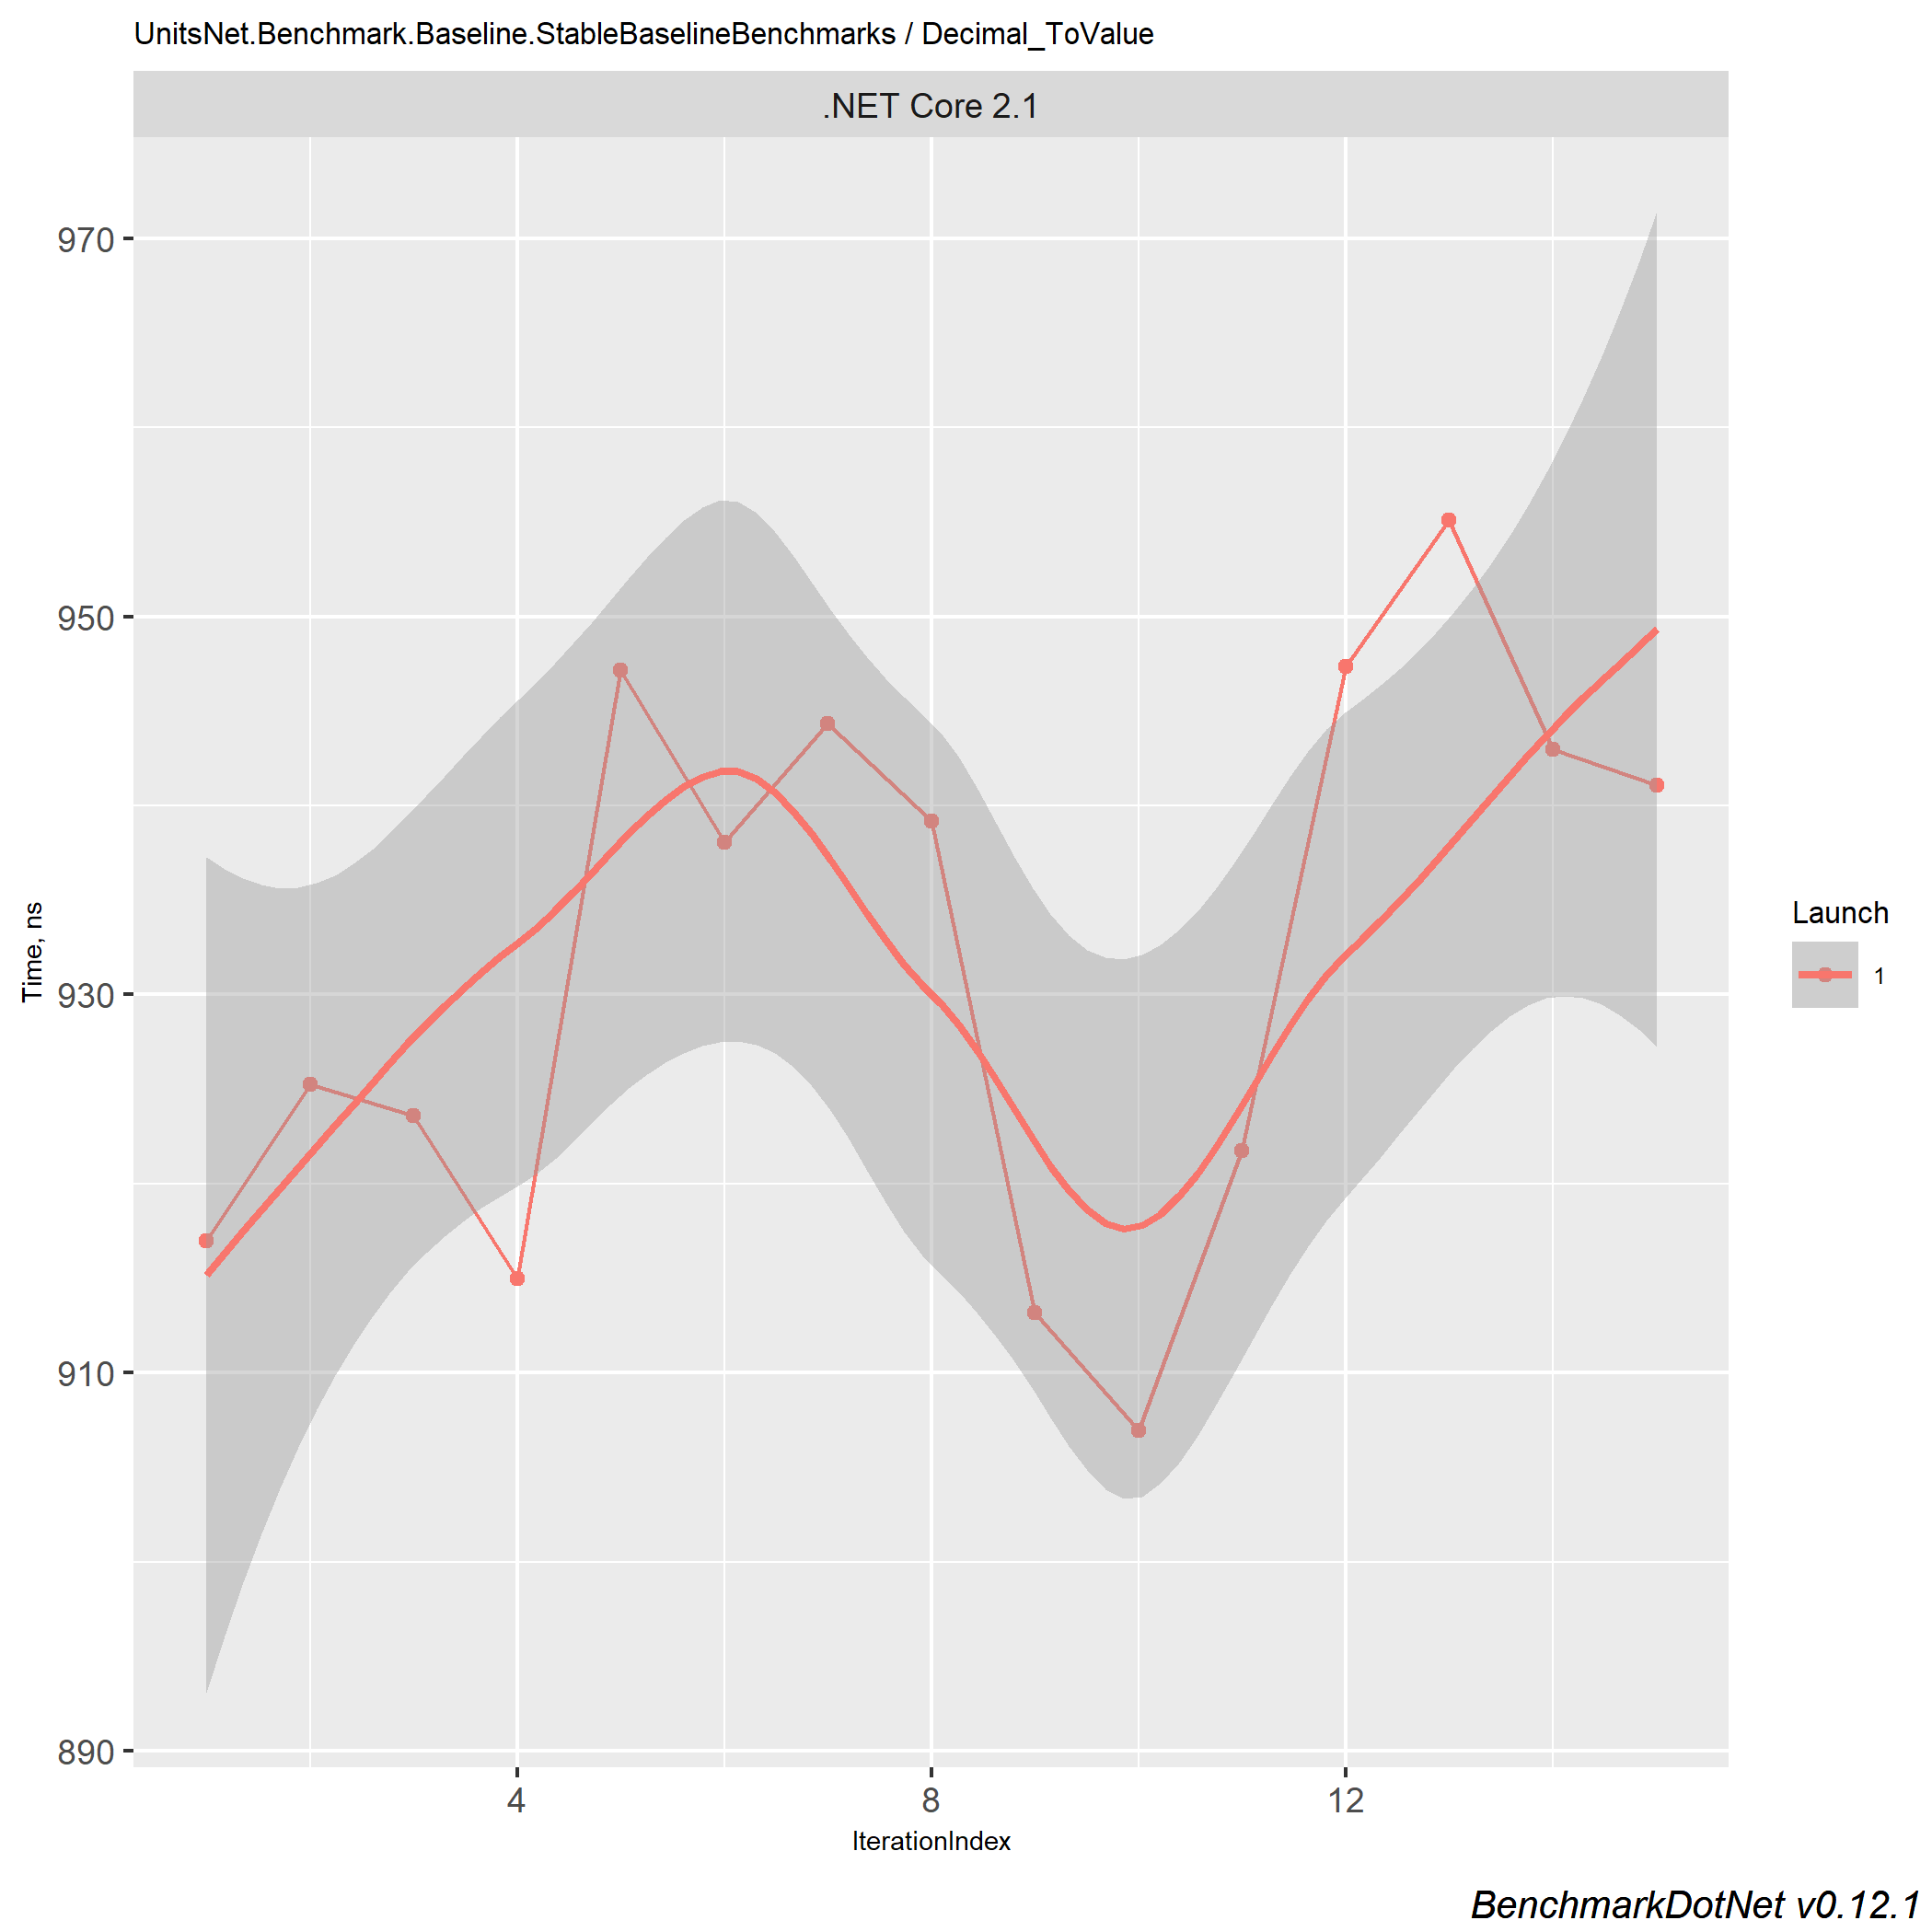 UnitsNet.Benchmark.Baseline.StableBaselineBenchmarks / Decimal_ToValue
.NET Core 2.1
970
950
930
910
890
Time, ns
4 8 12
IterationIndex
Launch
1
BenchmarkDotNet v0.12.1